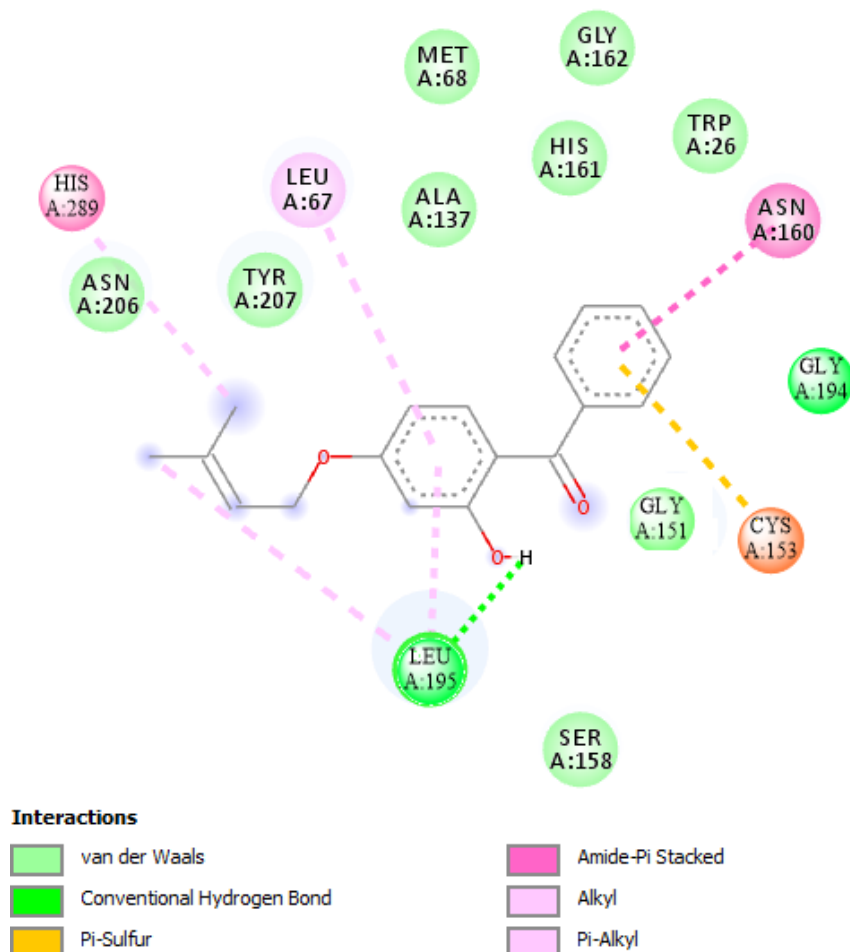 MET
A:68
GLY
A:162
TRP
A:26
HIS
A:161
HIS
A:289
LEU
A:67
ALA
A:137
ASN
A:160
ASN
A:206
TYR
A:207
GLY
A:194
O
O
GLY
A:151
CYS
A:153
O H
LEU
A:195
SER
A:158
Interactions
van der Waals
Conventional Hydrogen Bond
Pi-Sulfur
Amide-Pi Stacked
Alkyl
Pi-Alkyl